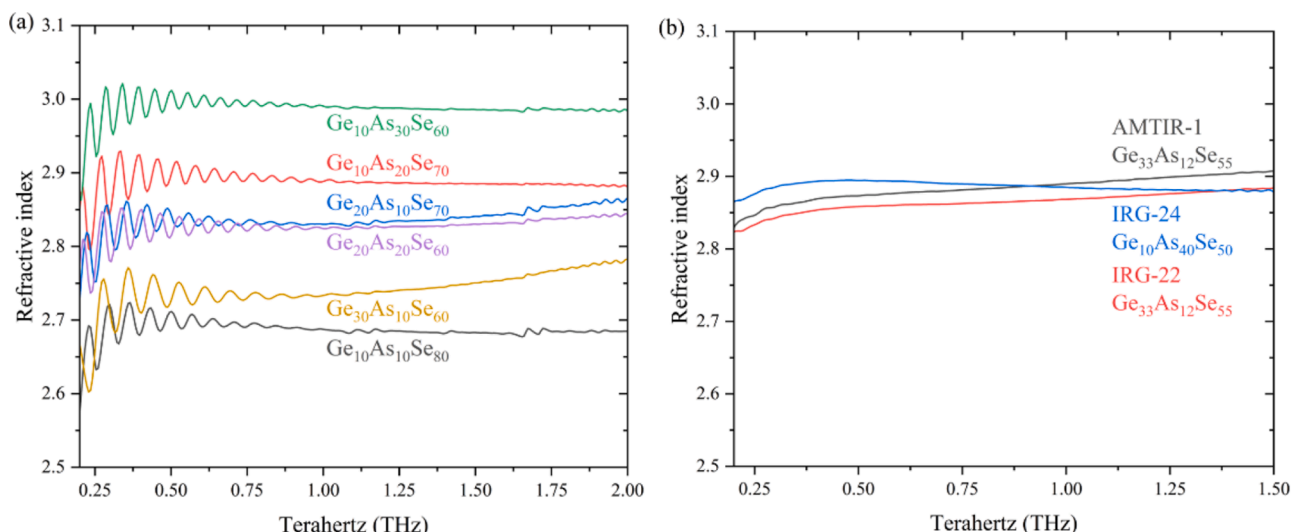 (a)
3.1
3.0
2.9
2.8
2.7
2.6
2.5
Refractive index
Ge₁₀As₃₀Se₆₀
Ge₁₀As₂₀Se₇₀
Ge₂₀As₁₀Se₇₀
Ge₂₀As₂₀Se₆₀
Ge₃₀As₁₀Se₆₀
Ge₁₀As₁₀Se₈₀
0.25 0.50 0.75 1.00 1.25 1.50 1.75 2.00
Terahertz (THz)
(b)
3.1
3.0
2.9
2.8
2.7
2.6
2.5
Refractive index
AMTIR-1
Ge₃₃As₁₂Se₅₅
IRG-24
Ge₁₀As₄₀Se₅₀
IRG-22
Ge₃₃As₁₂Se₅₅
0.25 0.50 0.75 1.00 1.25 1.50
Terahertz (THz)